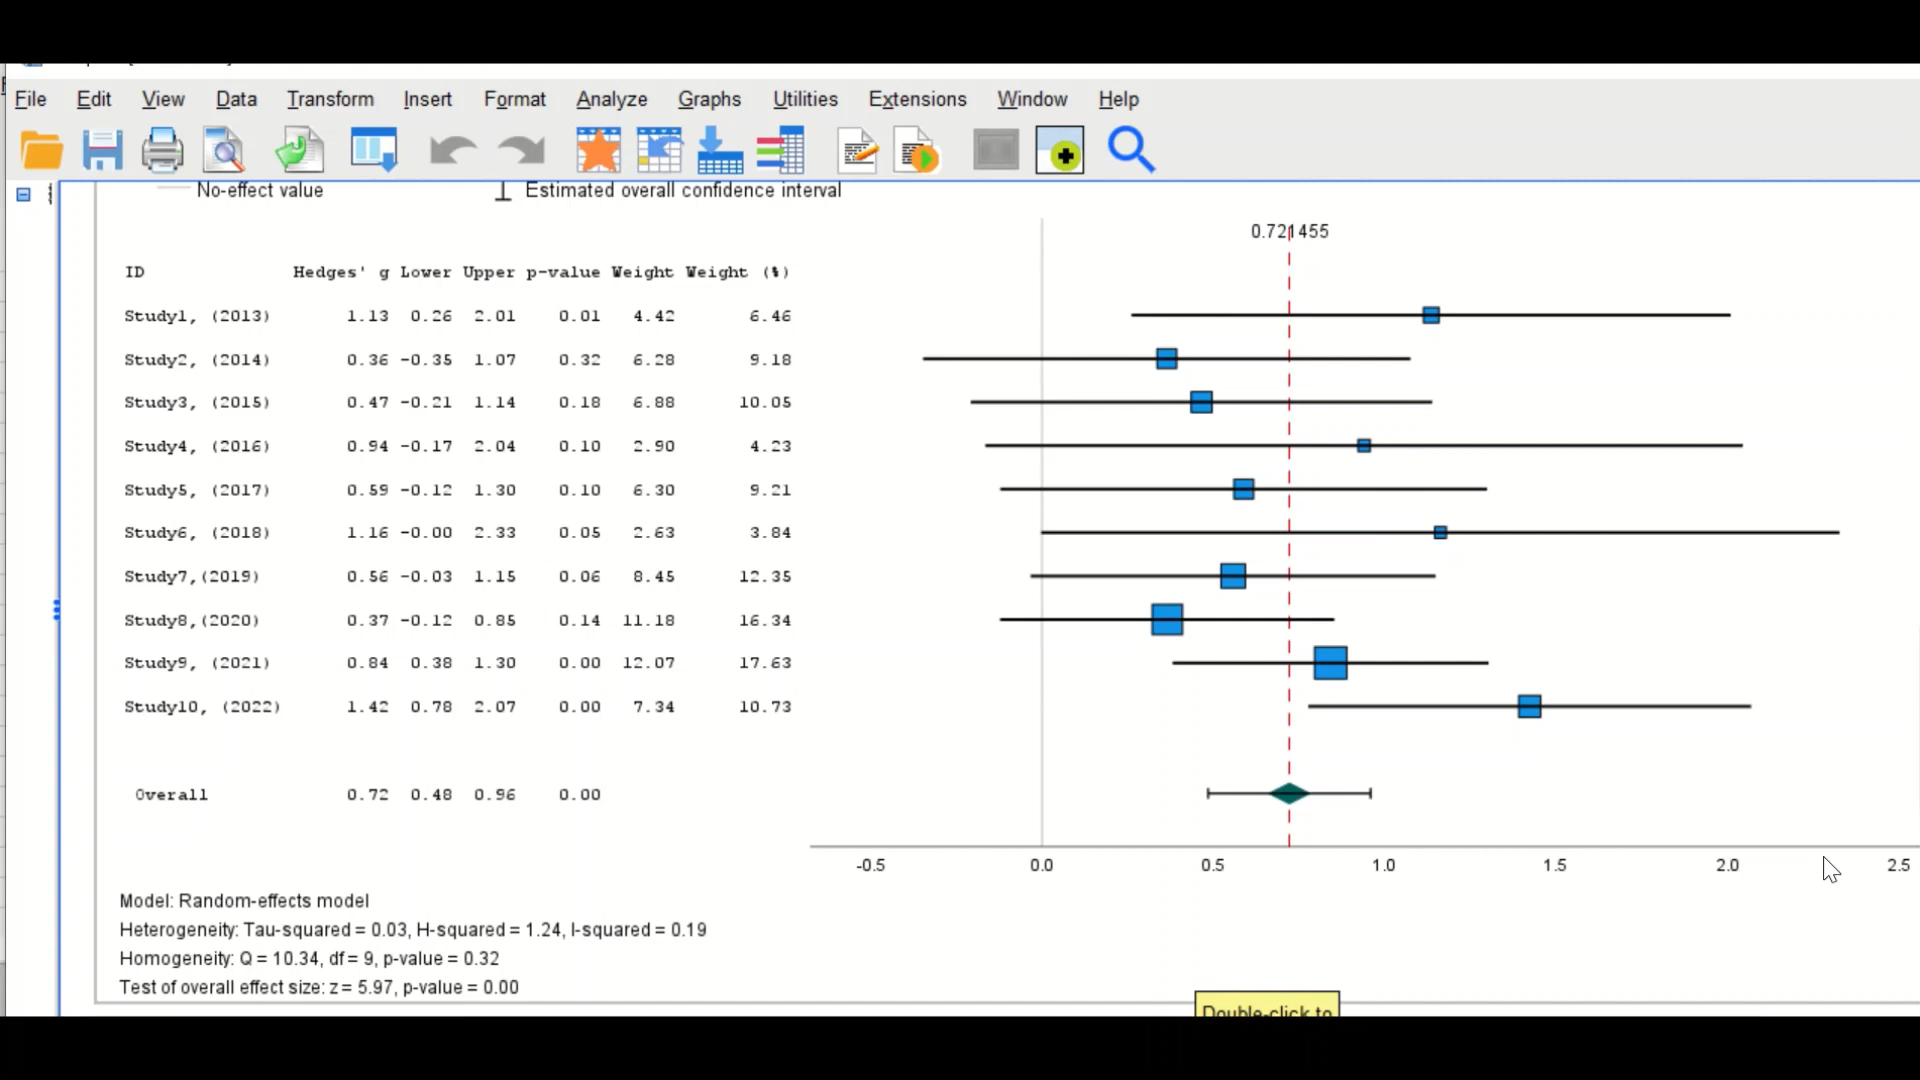 File Edit View Data Transform Insert Format Analyze Graphs Utilities Extensions Window Help
No-effect value Estimated overall confidence interval
0.721455
ID Hedges' g Lower Upper p-value Weight Weight (%)
Study1, (2013) 1.13 0.26 2.01 0.01 4.42 6.46
Study2, (2014) 0.36 -0.35 1.07 0.32 6.28 9.18
Study3, (2015) 0.47 -0.21 1.14 0.18 6.88 10.05
Study4, (2016) 0.94 -0.17 2.04 0.10 2.90 4.23
Study5, (2017) 0.59 -0.12 1.30 0.10 6.30 9.21
Study6, (2018) 1.16 -0.00 2.33 0.05 2.63 3.84
Study7,(2019) 0.56 -0.03 1.15 0.06 8.45 12.35
Study8,(2020) 0.37 -0.12 0.85 0.14 11.18 16.34
Study9, (2021) 0.84 0.38 1.30 0.00 12.07 17.63
Study10, (2022) 1.42 0.78 2.07 0.00 7.34 10.73
Overall 0.72 0.48 0.96 0.00
-0.5 0.0 0.5 1.0 1.5 2.0 2.5
Model: Random-effects model
Heterogeneity: Tau-squared = 0.03, H-squared = 1.24, I-squared = 0.19
Homogeneity: Q = 10.34, df = 9, p-value = 0.32
Test of overall effect size: z = 5.97, p-value = 0.00
Double-click to